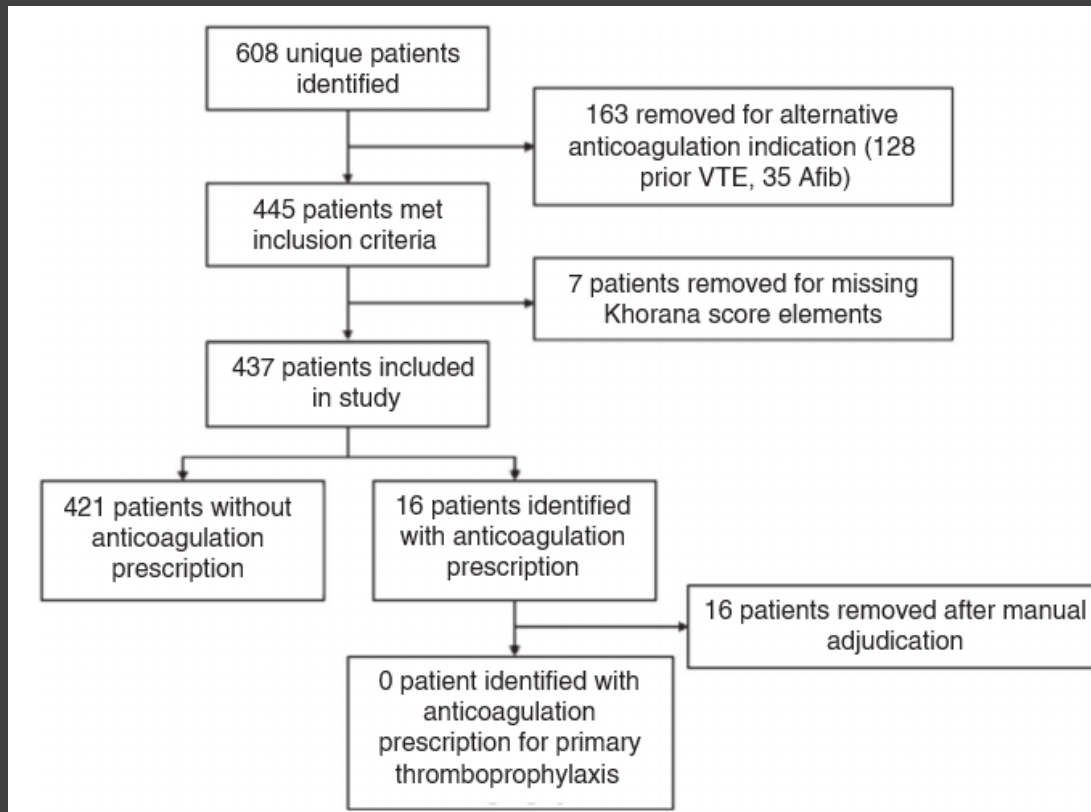 608 unique patients
identified
163 removed for alternative
anticoagulation indication (128
prior VTE, 35 Afib)
445 patients met
inclusion criteria
7 patients removed for missing
Khorana score elements
437 patients included
in study
421 patients without
anticoagulation
prescription
16 patients identified
with anticoagulation
prescription
16 patients removed after manual
adjudication
0 patient identified with
anticoagulation
prescription for primary
thromboprophylaxis